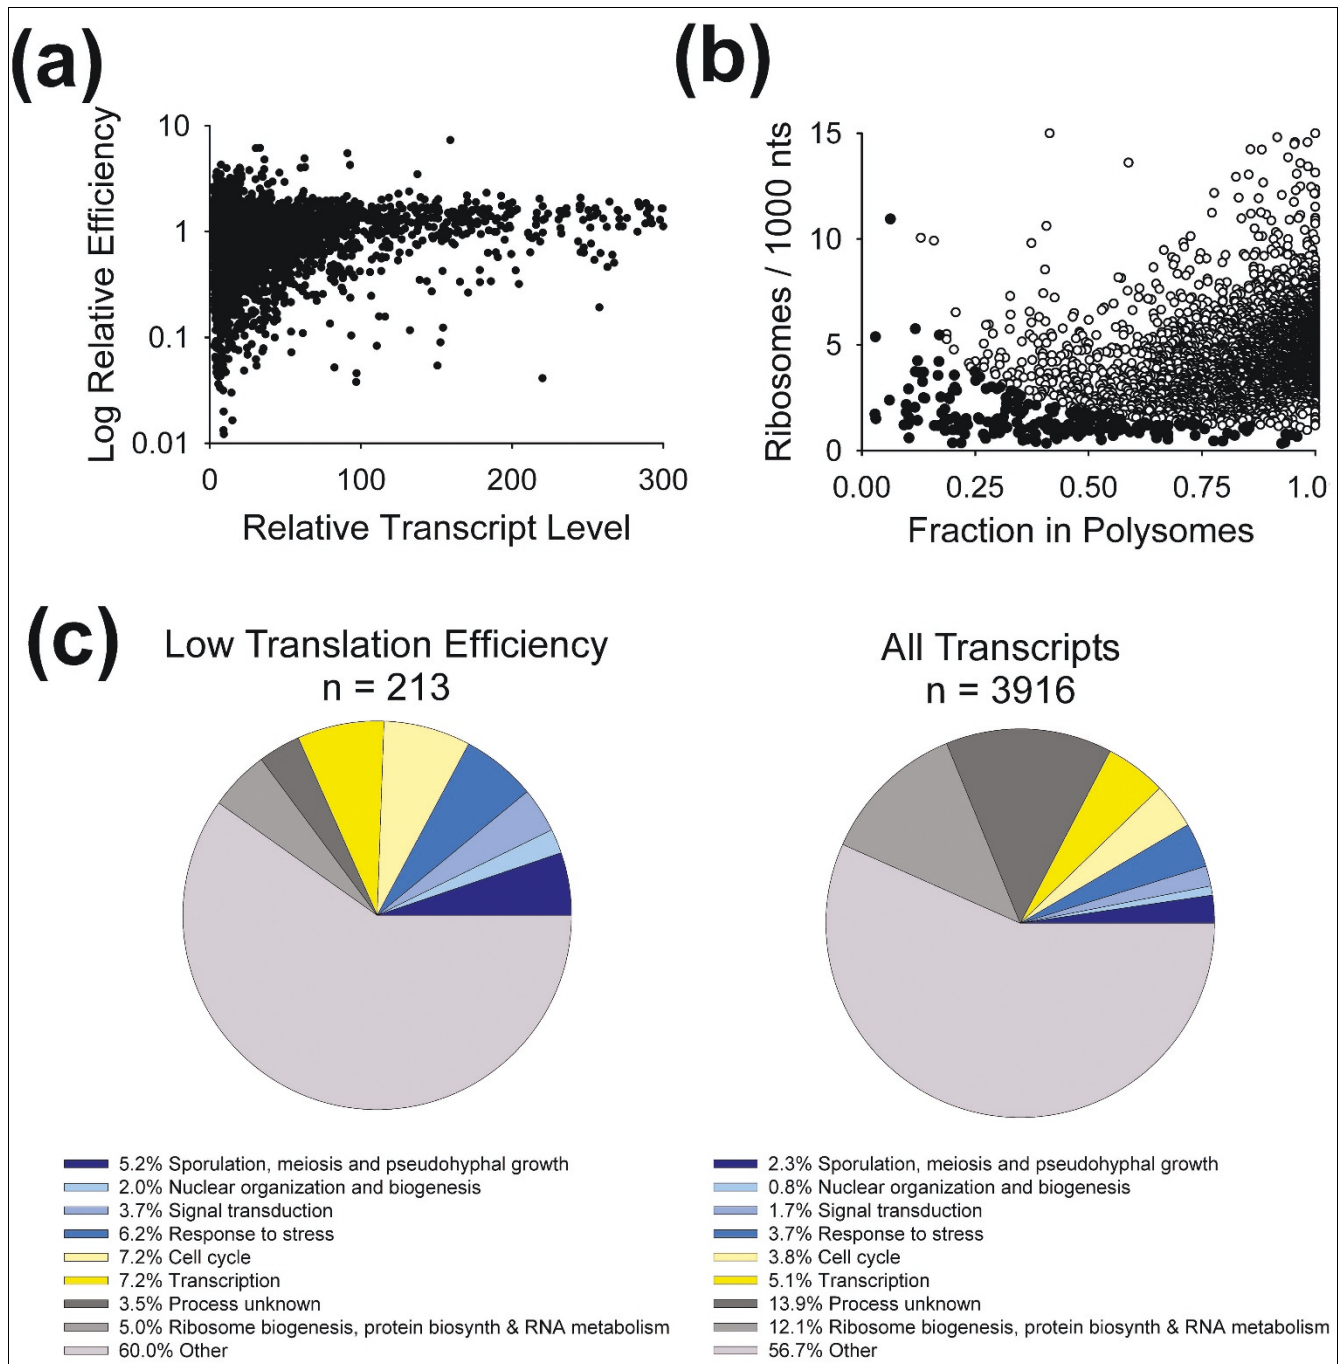 (a)
Log Relative Efficiency
10
1
0.1
0.01
0 100 200 300
Relative Transcript Level
(b)
Ribosomes / 1000 nts
15
10
5
0
0.00 0.25 0.50 0.75 1.0
Fraction in Polysomes
(c)
Low Translation Efficiency
n = 213
All Transcripts
n = 3916
5.2% Sporulation, meiosis and pseudohyphal growth
2.0% Nuclear organization and biogenesis
3.7% Signal transduction
6.2% Response to stress
7.2% Cell cycle
7.2% Transcription
3.5% Process unknown
5.0% Ribosome biogenesis, protein biosynth & RNA metabolism
60.0% Other
2.3% Sporulation, meiosis and pseudohyphal growth
0.8% Nuclear organization and biogenesis
1.7% Signal transduction
3.7% Response to stress
3.8% Cell cycle
5.1% Transcription
13.9% Process unknown
12.1% Ribosome biogenesis, protein biosynth & RNA metabolism
56.7% Other